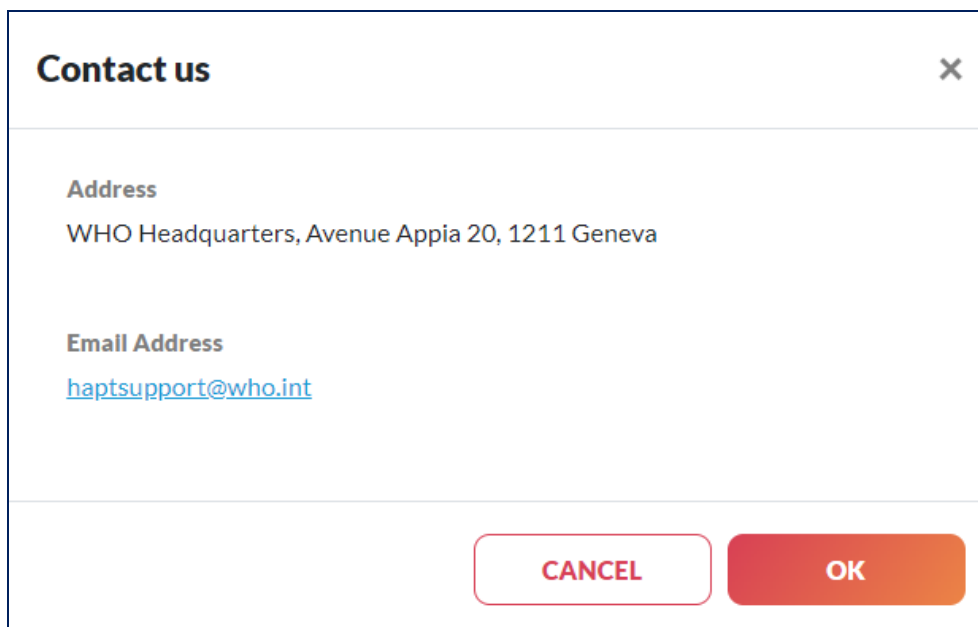 Contact us
Address
WHO Headquarters, Avenue Appia 20, 1211 Geneva
Email Address
haptsupport@who.int
CANCEL
OK